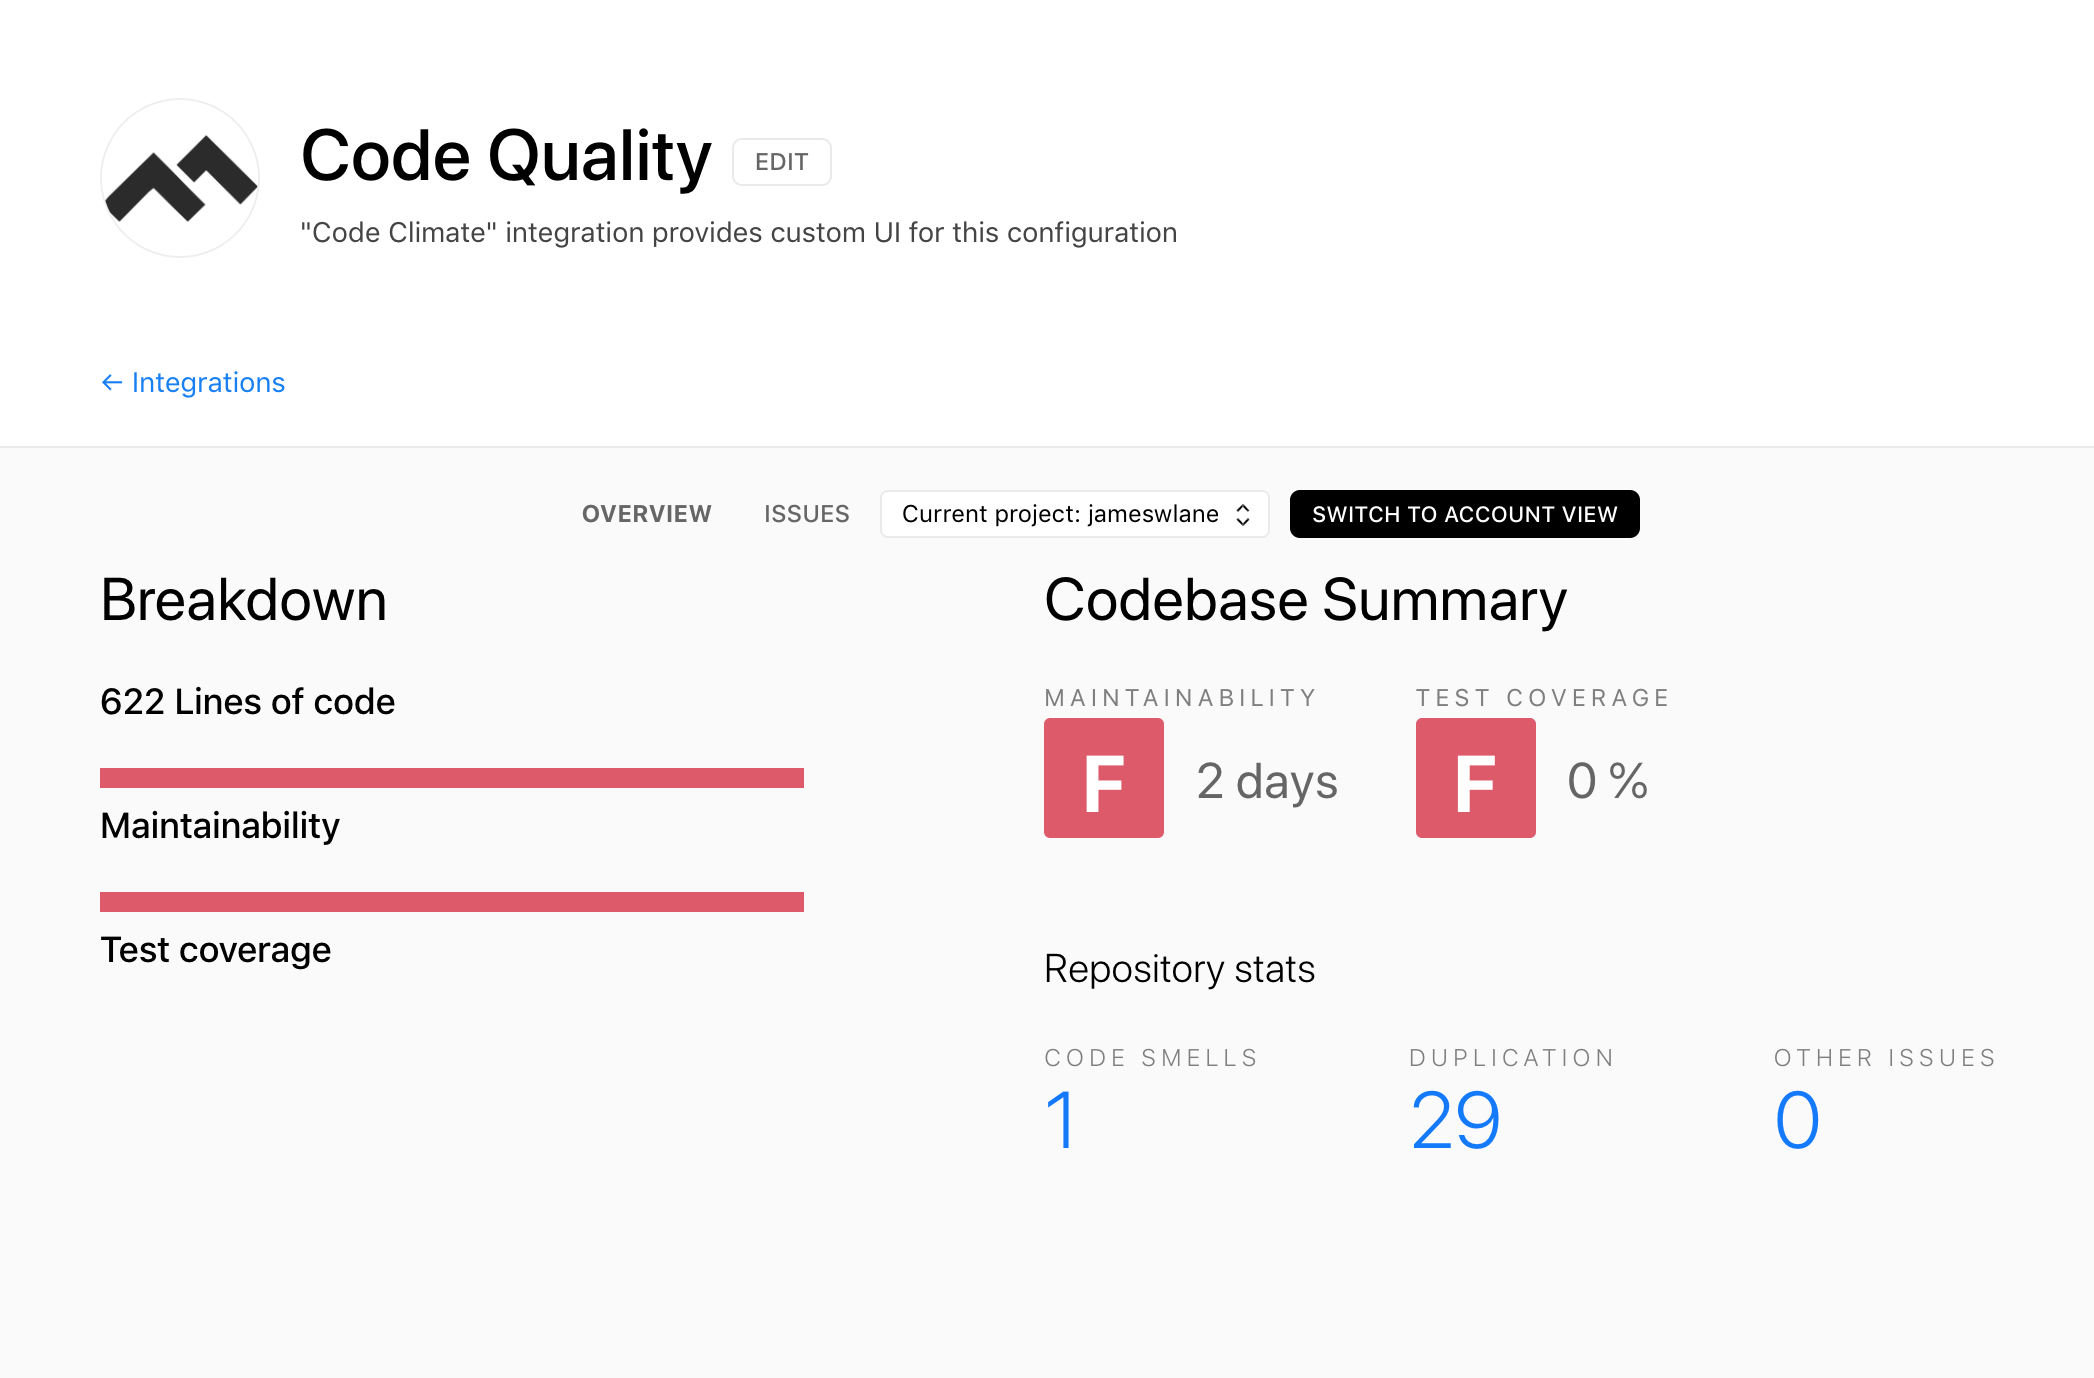 Code Quality
EDIT
"Code Climate" integration provides custom UI for this configuration
← Integrations
OVERVIEW
ISSUES
Current project: jameswlane
SWITCH TO ACCOUNT VIEW
Breakdown
622 Lines of code
Maintainability
Test coverage
Codebase Summary
MAINTAINABILITY
F
2 days
TEST COVERAGE
F
0 %
Repository stats
CODE SMELLS
1
DUPLICATION
29
OTHER ISSUES
0